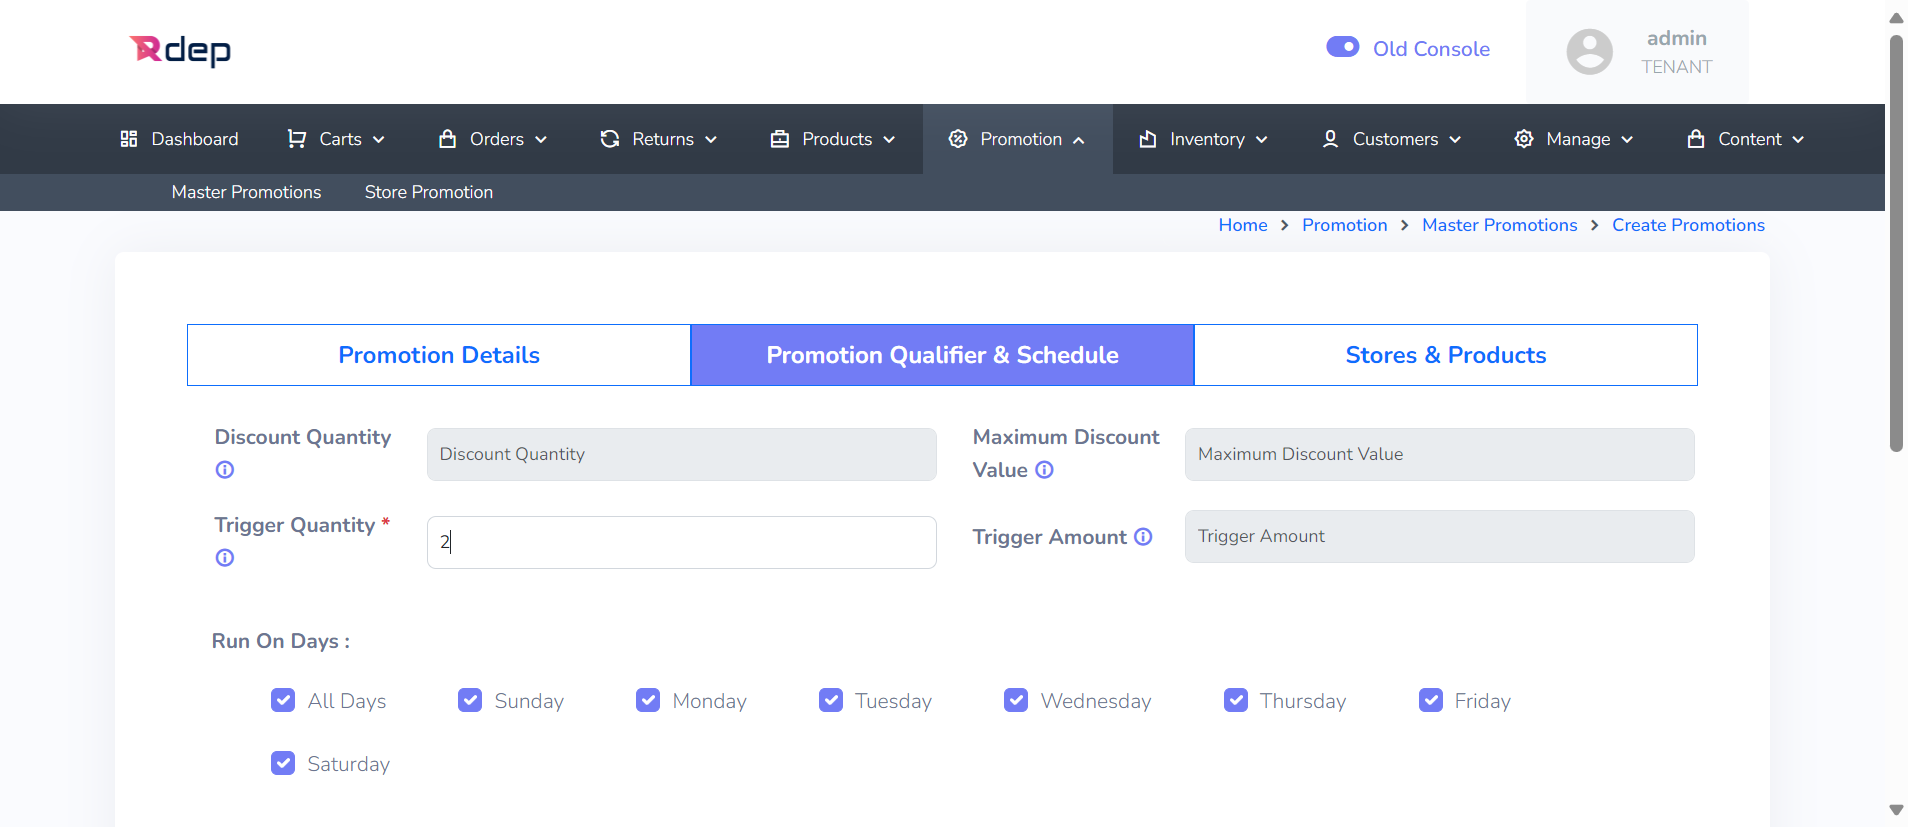 Rdep
Old Console
admin
TENANT
Dashboard Carts Orders Returns Products Promotion Inventory Customers Manage Content
Master Promotions Store Promotion
Home > Promotion > Master Promotions > Create Promotions
Promotion Details Promotion Qualifier & Schedule Stores & Products
Discount Quantity
Discount Quantity
Maximum Discount
Value
Maximum Discount Value
Trigger Quantity *
2
Trigger Amount
Trigger Amount
Run On Days :
All Days Sunday Monday Tuesday Wednesday Thursday Friday
Saturday